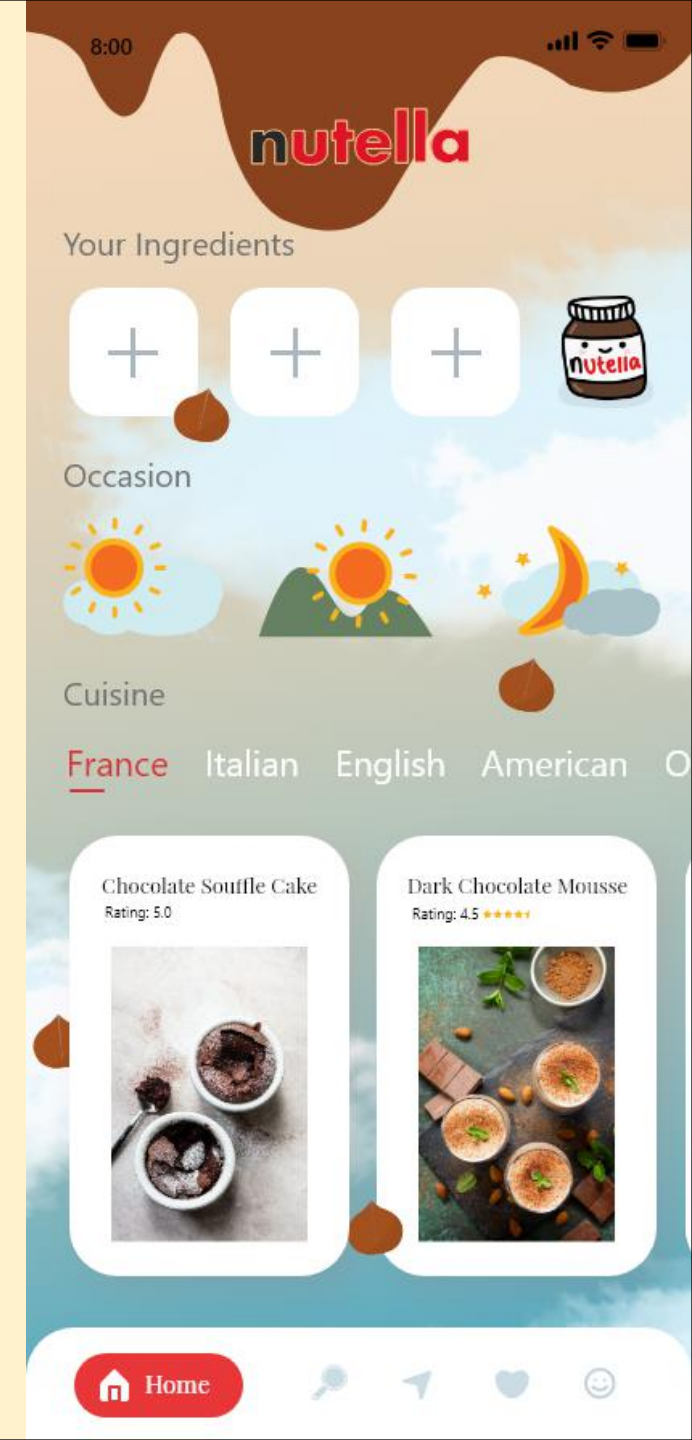 8:00
nutella
Your Ingredients
nutella
Occasion
Cuisine
France Italian English American O
Chocolate Souffle Cake
Rating: 5.0
Dark Chocolate Mousse
Rating: 4.5
Home